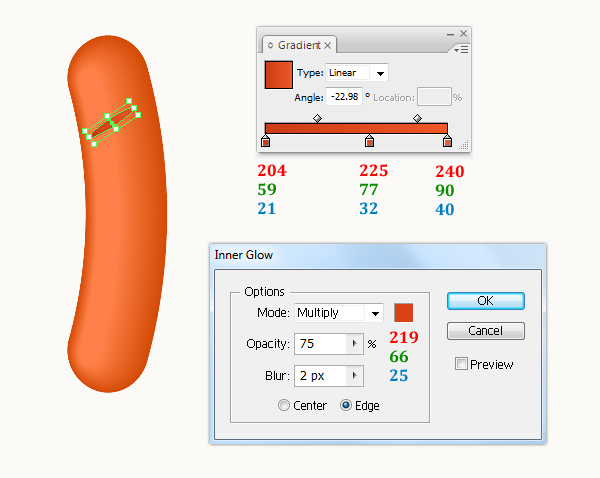 Gradient
Type: Linear
Angle: -22.98 ° Location: %
204 225 240
59 77 90
21 32 40
Inner Glow
Options
Mode: Multiply
Opacity: 75 %
Blur: 2 px
Center Edge
219
66
25
OK
Cancel
Preview